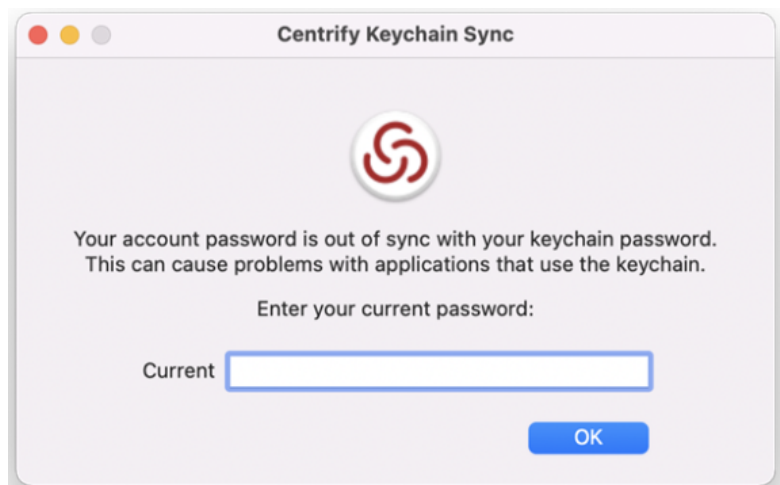 Centrify Keychain Sync
Your account password is out of sync with your keychain password.
This can cause problems with applications that use the keychain.
Enter your current password:
Current
OK